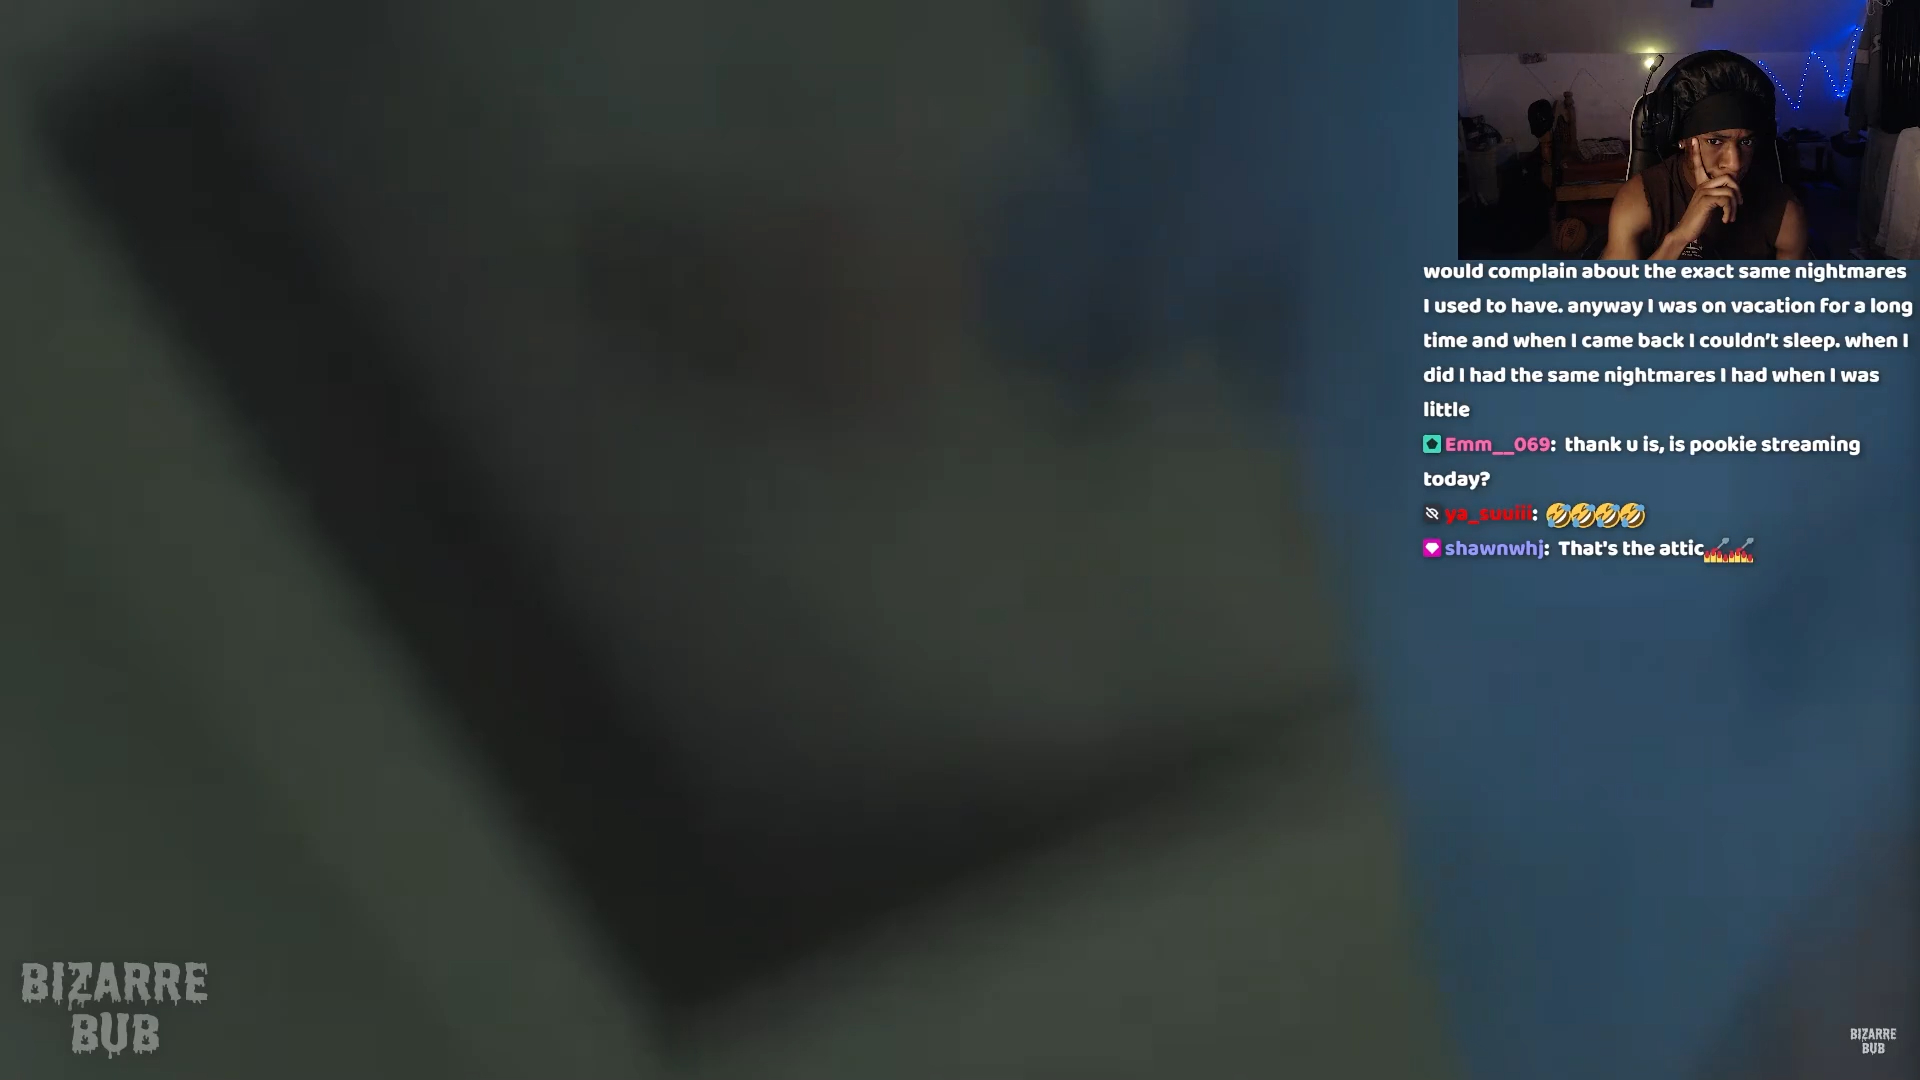 would complain about the exact same nightmares
I used to have. anyway I was on vacation for a long
time and when I came back I couldn't sleep. when I
did I had the same nightmares I had when I was
little
Emm__069: thank u is, is pookie streaming
today?
ya_suuiii: 🤣🤣🤣🤣
shawnwhj: That's the attic
BIZARRE
BUB
BIZARRE
BUB